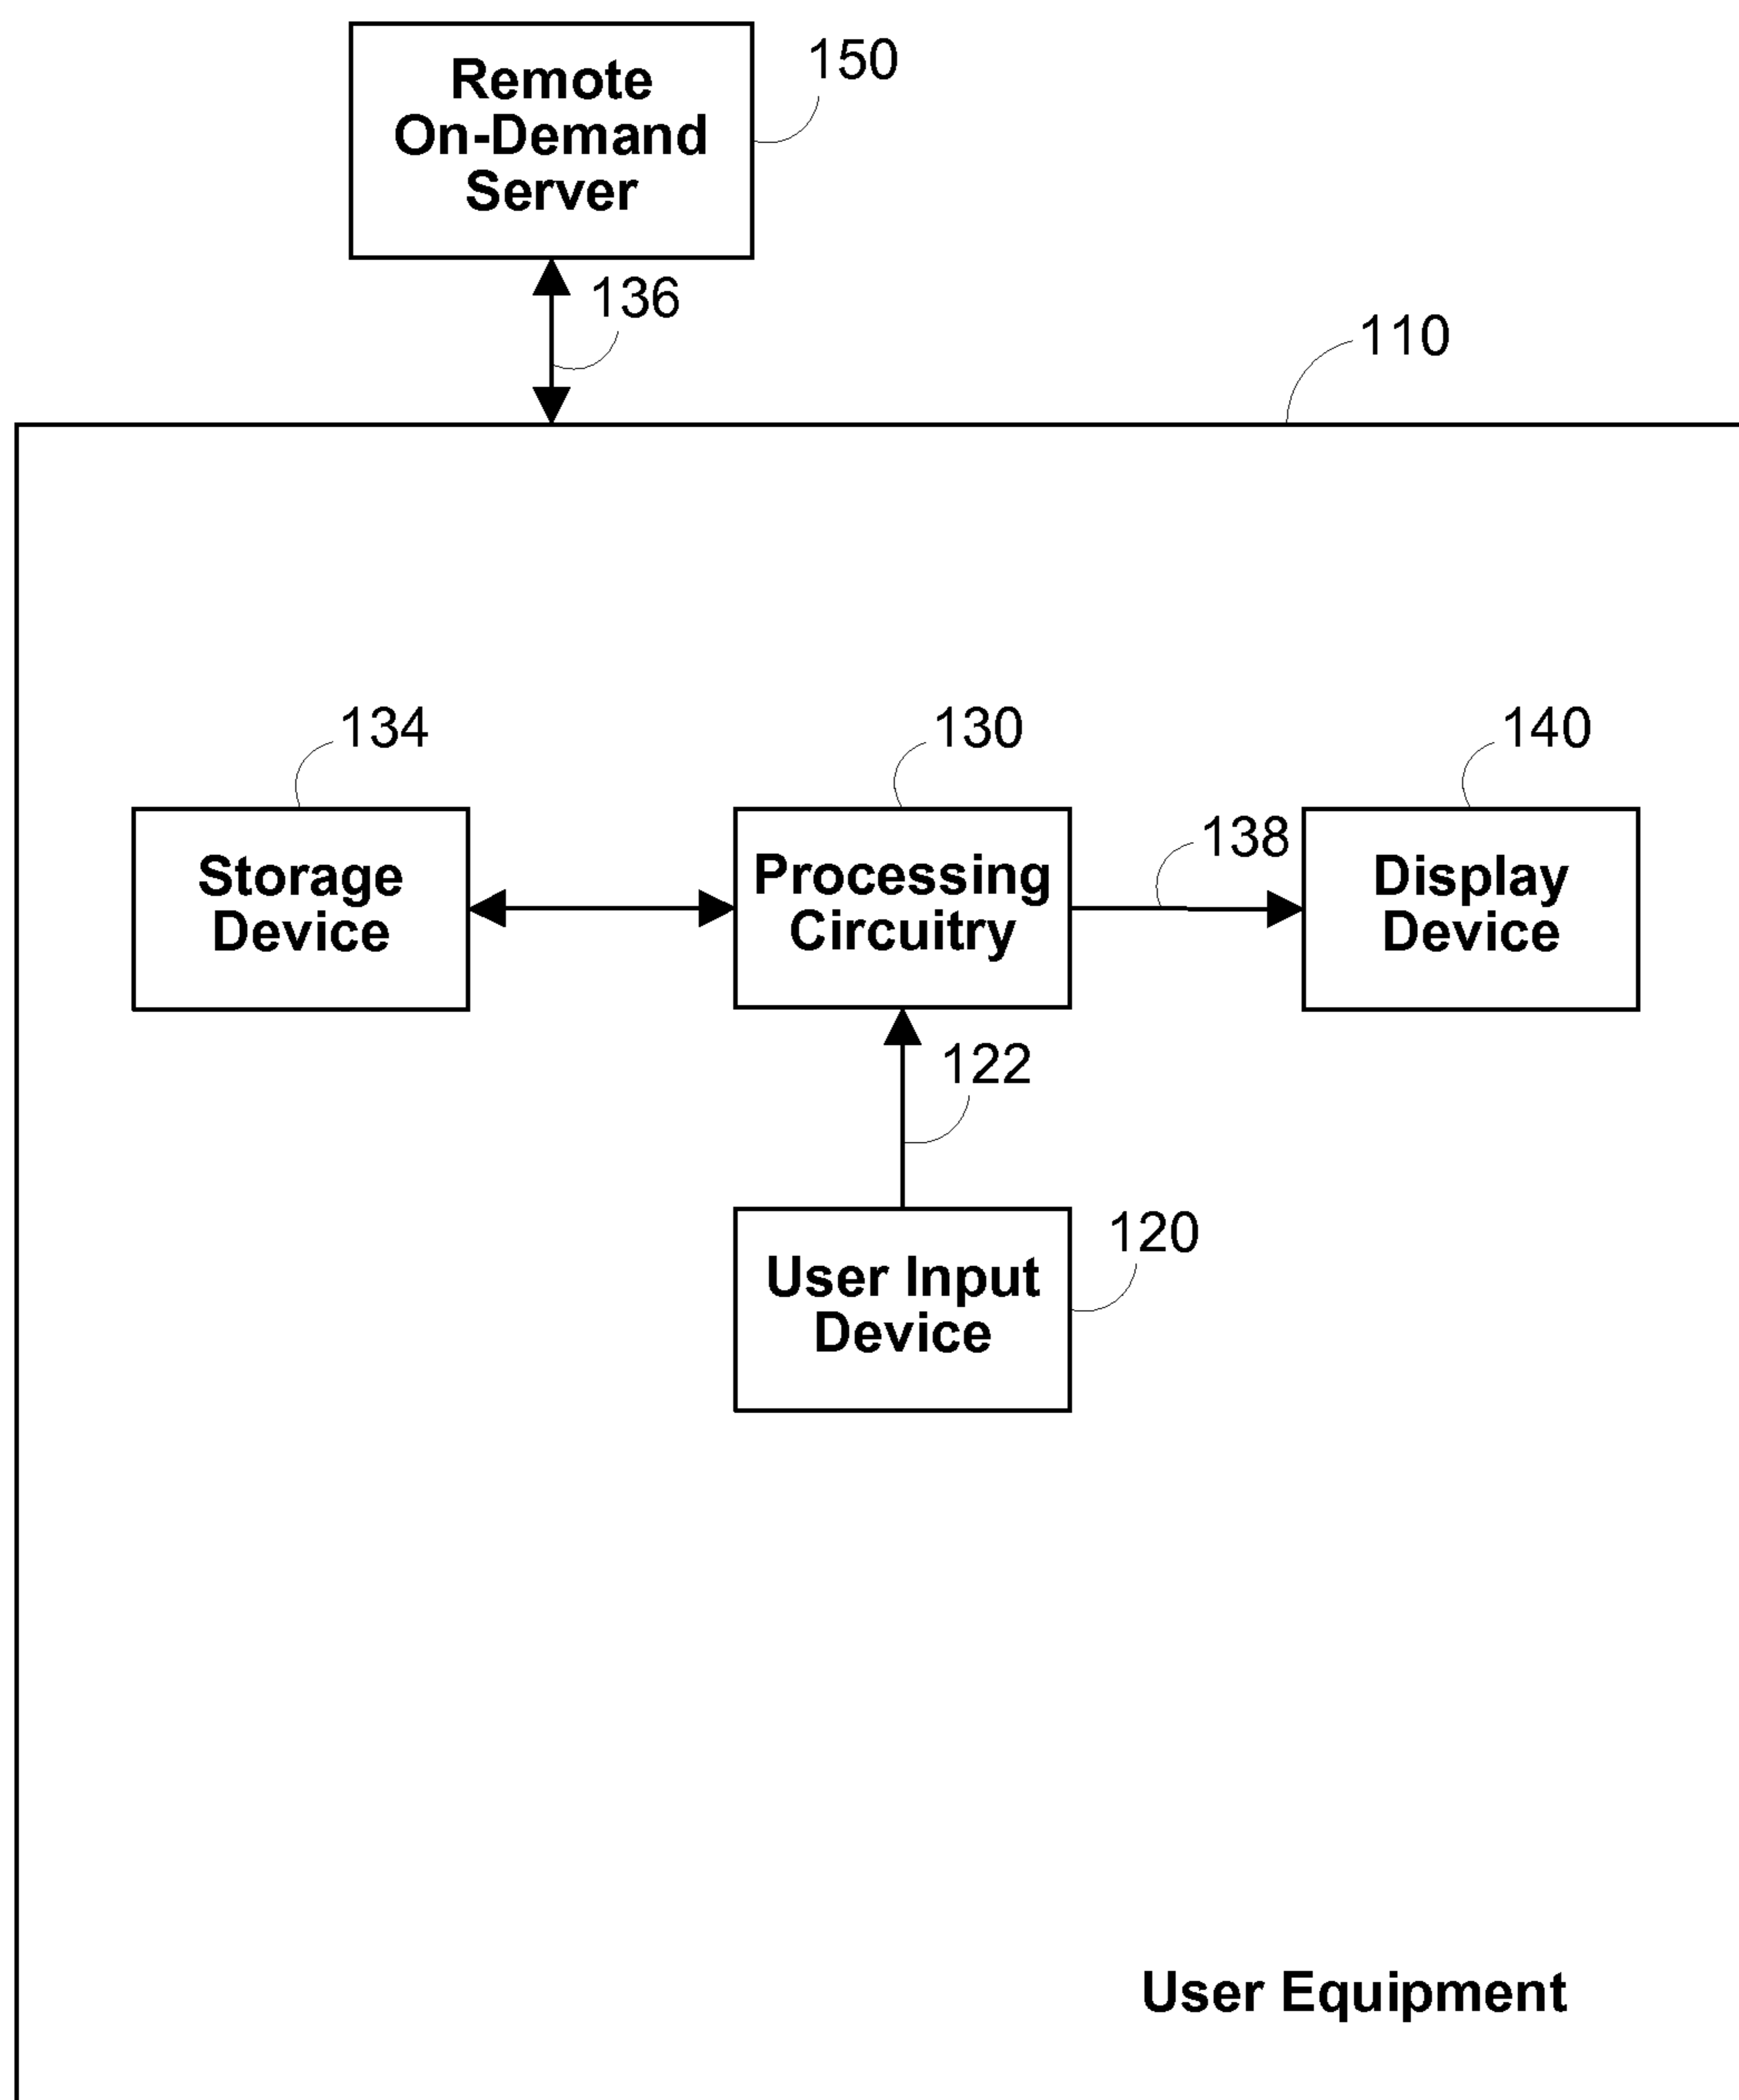 Remote
On-Demand
Server
150
136
110
134
130
140
Storage
Device
Processing
Circuitry
138
Display
Device
122
User Input
Device
120
User Equipment